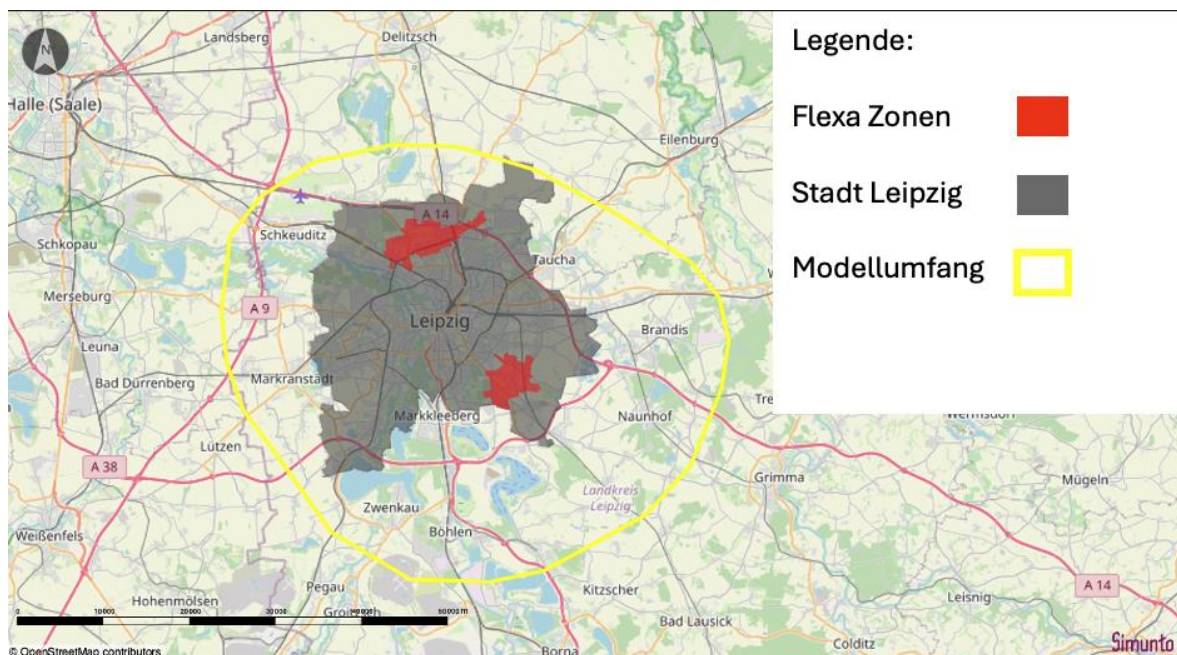 Legende:
Flexa Zonen
Stadt Leipzig
Modellumfang
N
Landsberg
Delitzsch
Halle (Saale)
Eilenburg
A 14
Schkeuditz
Taucha
Schkopau
Merseburg
A 9
Leipzig
Brandis
Leuna
Bad Dürrenberg
Markranstädt
Markkleeberg
Naunhof
Lützen
A 38
Grimma
Mügeln
Zwenkau
Landkreis
Leipzig
Weißenfels
Böhlen
Pegau
Kitzscher
A 14
Hohenmölsen
Leisnig
Bad Lausick
0 10000 20000 30000
Colditz
Borna
© OpenStreetMap contributors
Simunto